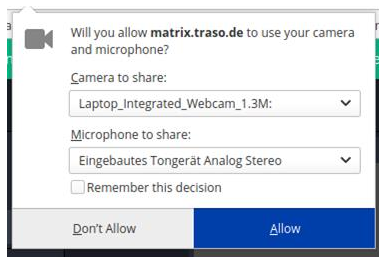 Will you allow matrix.traso.de to use your camera
and microphone?
Camera to share:
Laptop_Integrated_Webcam_1.3M:
Microphone to share:
Eingebautes Tongerät Analog Stereo
Remember this decision
Don't Allow
Allow